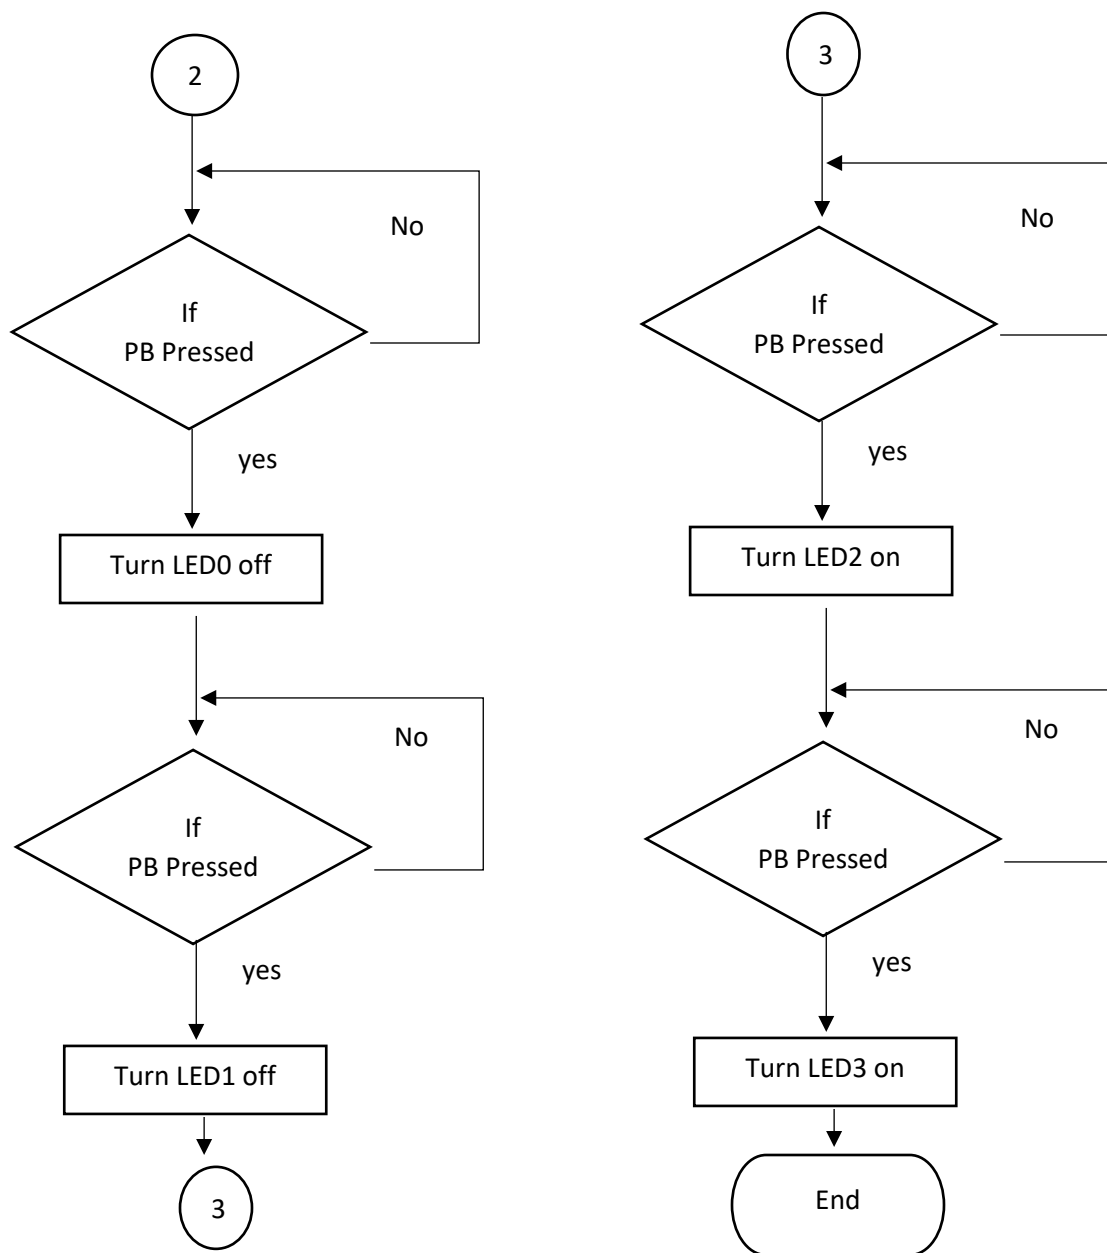 2
No
If
PB Pressed
yes
Turn LED0 off
No
If
PB Pressed
yes
Turn LED1 off
3
3
No
If
PB Pressed
yes
Turn LED2 on
No
If
PB Pressed
yes
Turn LED3 on
End